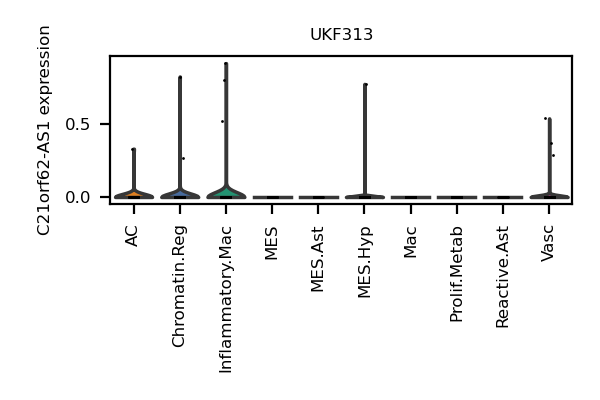 UKF313
C21orf62-AS1 expression
0.5
0.0
AC
Chromatin.Reg
Inflammatory.Mac
MES
MES.Ast
MES.Hyp
Mac
Prolif.Metab
Reactive.Ast
Vasc